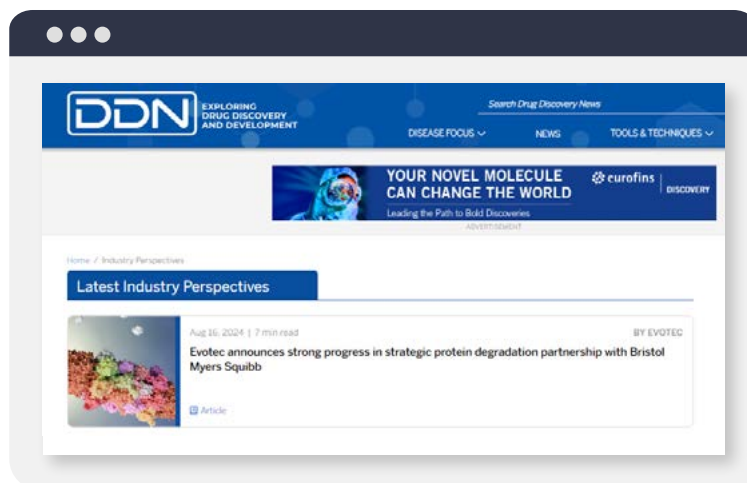 DDN
EXPLORING
DRUG DISCOVERY
AND DEVELOPMENT
Search Drug Discovery News
DISEASE FOCUS
NEWS
TOOLS & TECHNIQUES
YOUR NOVEL MOLECULE
CAN CHANGE THE WORLD
Leading the Path to Bold Discoveries
eurofins
DISCOVERY
ADVERTISEMENT
Home / Industry Perspectives
Latest Industry Perspectives
Aug 16, 2024 | 7 min read
BY EVOTEC
Evotec announces strong progress in strategic protein degradation partnership with Bristol
Myers Squibb
Article